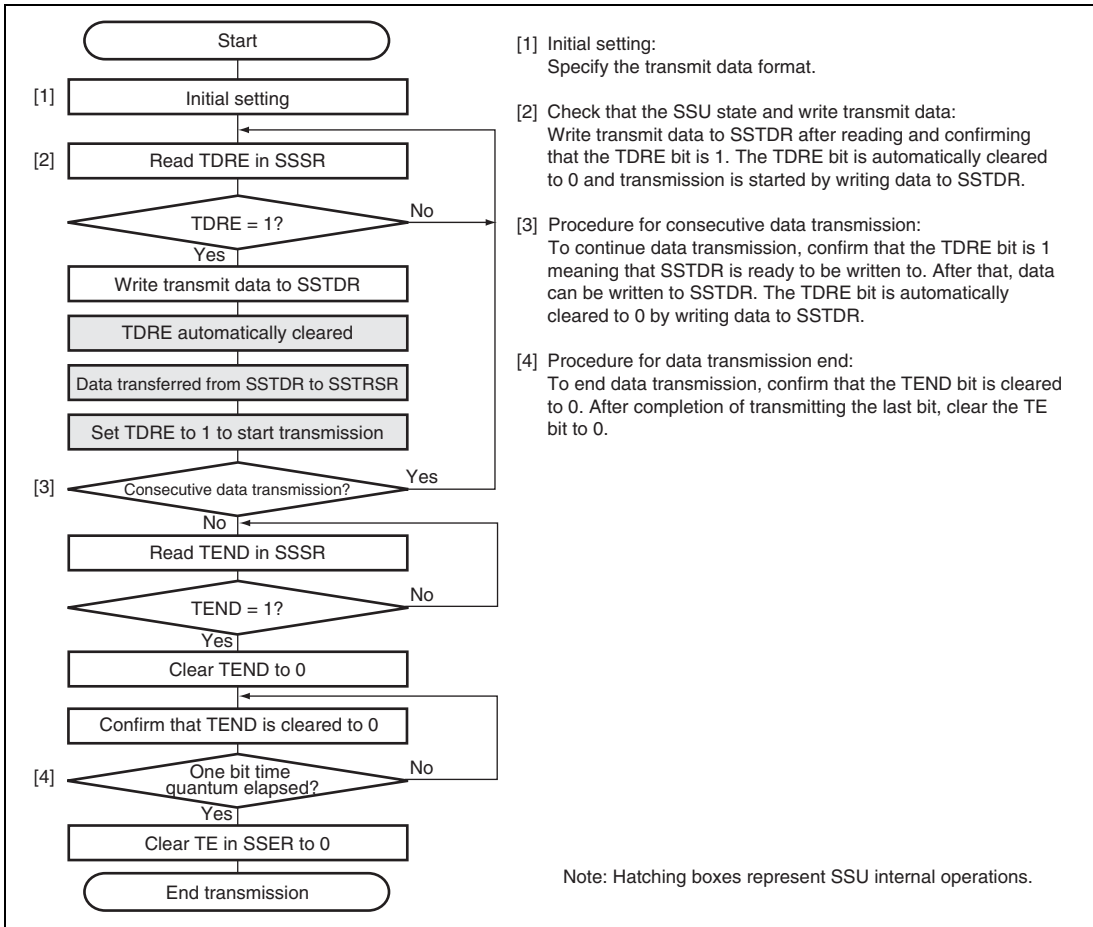 Start
[1] Initial setting
[2] Read TDRE in SSSR
TDRE = 1?
No
Yes
Write transmit data to SSTDR
TDRE automatically cleared
Data transferred from SSTDR to SSTRSR
Set TDRE to 1 to start transmission
[3] Consecutive data transmission?
Yes
No
Read TEND in SSSR
TEND = 1?
No
Yes
Clear TEND to 0
Confirm that TEND is cleared to 0
[4] One bit time
quantum elapsed?
No
Yes
Clear TE in SSER to 0
End transmission
[1] Initial setting:
Specify the transmit data format.
[2] Check that the SSU state and write transmit data:
Write transmit data to SSTDR after reading and confirming
that the TDRE bit is 1. The TDRE bit is automatically cleared
to 0 and transmission is started by writing data to SSTDR.
[3] Procedure for consecutive data transmission:
To continue data transmission, confirm that the TDRE bit is 1
meaning that SSTDR is ready to be written to. After that, data
can be written to SSTDR. The TDRE bit is automatically
cleared to 0 by writing data to SSTDR.
[4] Procedure for data transmission end:
To end data transmission, confirm that the TEND bit is cleared
to 0. After completion of transmitting the last bit, clear the TE
bit to 0.
Note: Hatching boxes represent SSU internal operations.